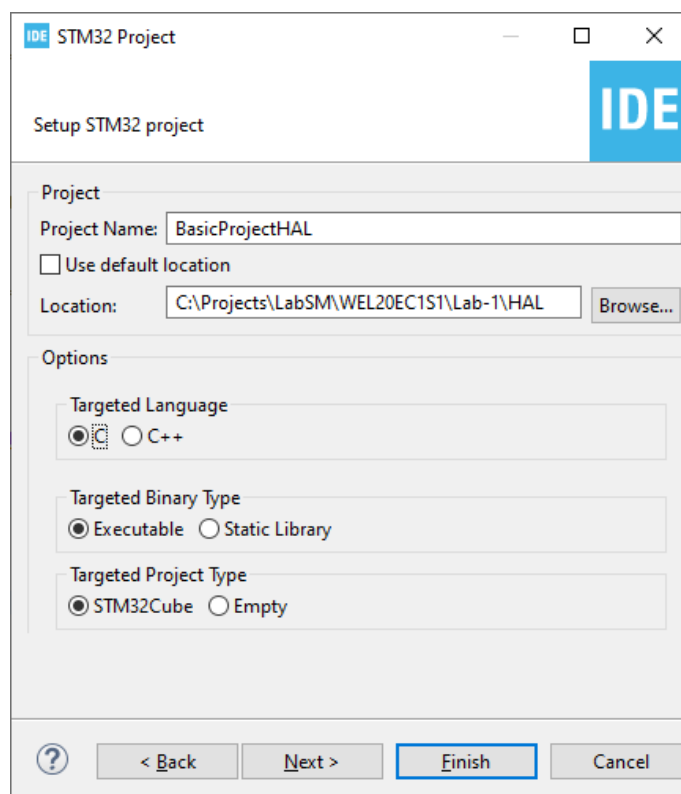 IDE STM32 Project
IDE
Setup STM32 project
Project
Project Name: BasicProjectHAL
Use default location
Location: C:\Projects\LabSM\WEL20EC1S1\Lab-1\HAL Browse...
Options
Targeted Language
C C++
Targeted Binary Type
Executable Static Library
Targeted Project Type
STM32Cube Empty
? < Back Next > Finish Cancel